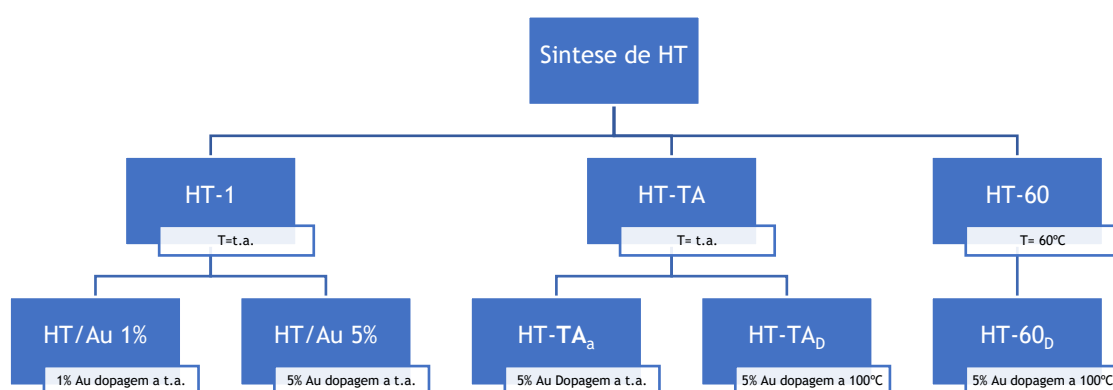 Sintese de HT
HT-1
T=t.a.
HT-TA
T= t.a.
HT-60
T= 60ºC
HT/Au 1%
1% Au dopagem a t.a.
HT/Au 5%
5% Au dopagem a t.a.
HT-TAa
5% Au Dopagem a t.a.
HT-TAD
5% Au dopagem a 100ºC
HT-60D
5% Au dopagem a 100ºC